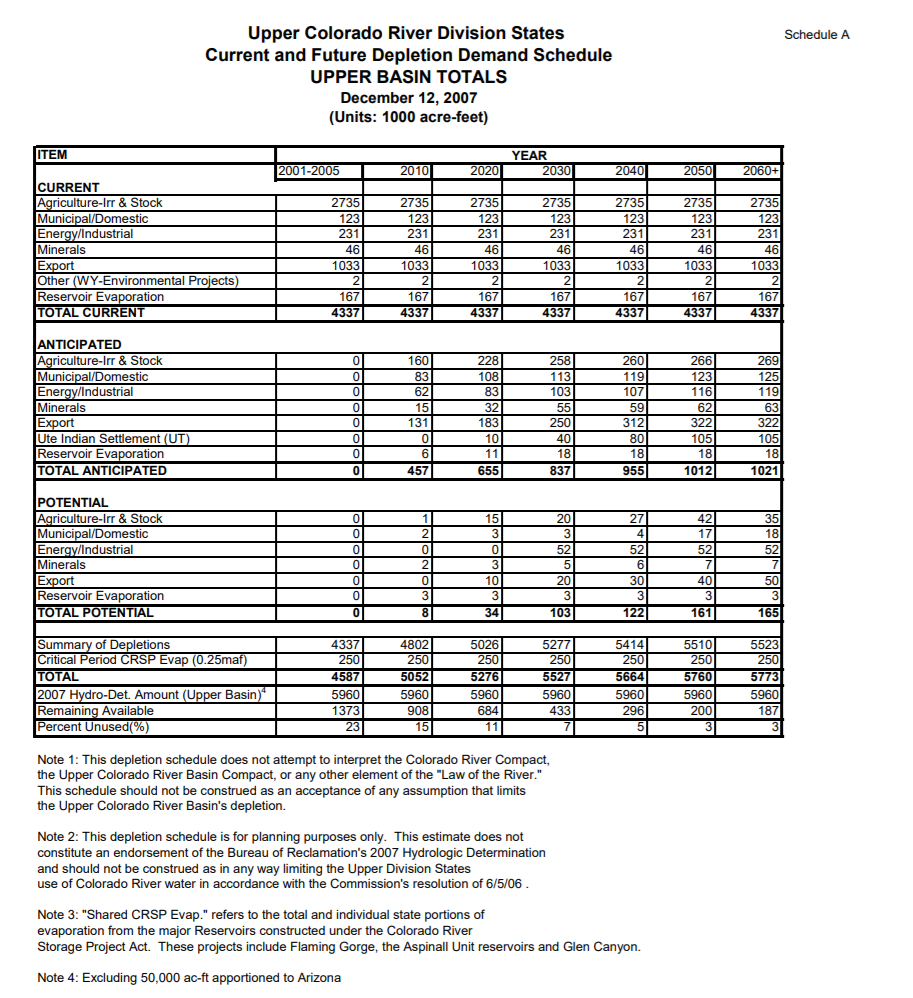 Upper Colorado River Division States
Schedule A
Current and Future Depletion Demand Schedule
UPPER BASIN TOTALS
December 12, 2007
(Units: 1000 acre-feet)
ITEM YEAR
2001-2005 2010 2020 2030 2040 2050 2060+
CURRENT
Agriculture-Irr & Stock 2735 2735 2735 2735 2735 2735 2735
Municipal/Domestic 123 123 123 123 123 123 123
Energy/Industrial 231 231 231 231 231 231 231
Minerals 46 46 46 46 46 46 46
Export 1033 1033 1033 1033 1033 1033 1033
Other (WY-Environmental Projects) 2 2 2 2 2 2 2
Reservoir Evaporation 167 167 167 167 167 167 167
TOTAL CURRENT 4337 4337 4337 4337 4337 4337 4337
ANTICIPATED
Agriculture-Irr & Stock 0 160 228 258 260 266 269
Municipal/Domestic 0 83 108 113 119 123 125
Energy/Industrial 0 62 83 103 107 116 119
Minerals 0 15 32 55 59 62 63
Export 0 131 183 250 312 322 322
Ute Indian Settlement (UT) 0 0 10 40 80 105 105
Reservoir Evaporation 0 6 11 18 18 18 18
TOTAL ANTICIPATED 0 457 655 837 955 1012 1021
POTENTIAL
Agriculture-Irr & Stock 0 1 15 20 27 42 35
Municipal/Domestic 0 2 3 3 4 17 18
Energy/Industrial 0 0 0 52 52 52 52
Minerals 0 2 3 5 6 7 7
Export 0 0 10 20 30 40 50
Reservoir Evaporation 0 3 3 3 3 3 3
TOTAL POTENTIAL 0 8 34 103 122 161 165
Summary of Depletions 4337 4802 5026 5277 5414 5510 5523
Critical Period CRSP Evap (0.25maf) 250 250 250 250 250 250 250
TOTAL 4587 5052 5276 5527 5664 5760 5773
2007 Hydro-Det. Amount (Upper Basin)4 5960 5960 5960 5960 5960 5960 5960
Remaining Available 1373 908 684 433 296 200 187
Percent Unused(%) 23 15 11 7 5 3 3
Note 1: This depletion schedule does not attempt to interpret the Colorado River Compact,
the Upper Colorado River Basin Compact, or any other element of the "Law of the River."
This schedule should not be construed as an acceptance of any assumption that limits
the Upper Colorado River Basin's depletion.
Note 2: This depletion schedule is for planning purposes only. This estimate does not
constitute an endorsement of the Bureau of Reclamation's 2007 Hydrologic Determination
and should not be construed as in any way limiting the Upper Division States
use of Colorado River water in accordance with the Commission's resolution of 6/5/06 .
Note 3: "Shared CRSP Evap." refers to the total and individual state portions of
evaporation from the major Reservoirs constructed under the Colorado River
Storage Project Act. These projects include Flaming Gorge, the Aspinall Unit reservoirs and Glen Canyon.
Note 4: Excluding 50,000 ac-ft apportioned to Arizona